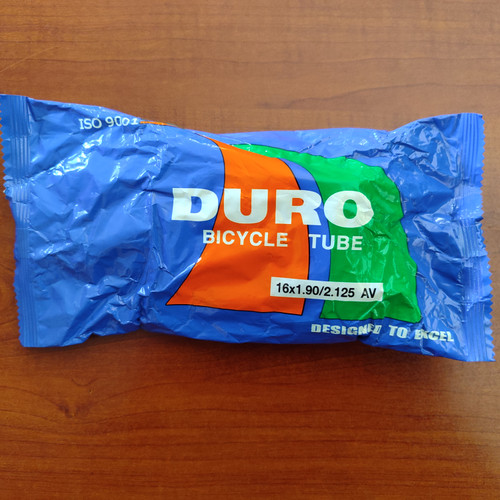 ISO 9001
DURO
BICYCLE TUBE
16x1.90/2.125 AV
DESIGNED TO EXCEL